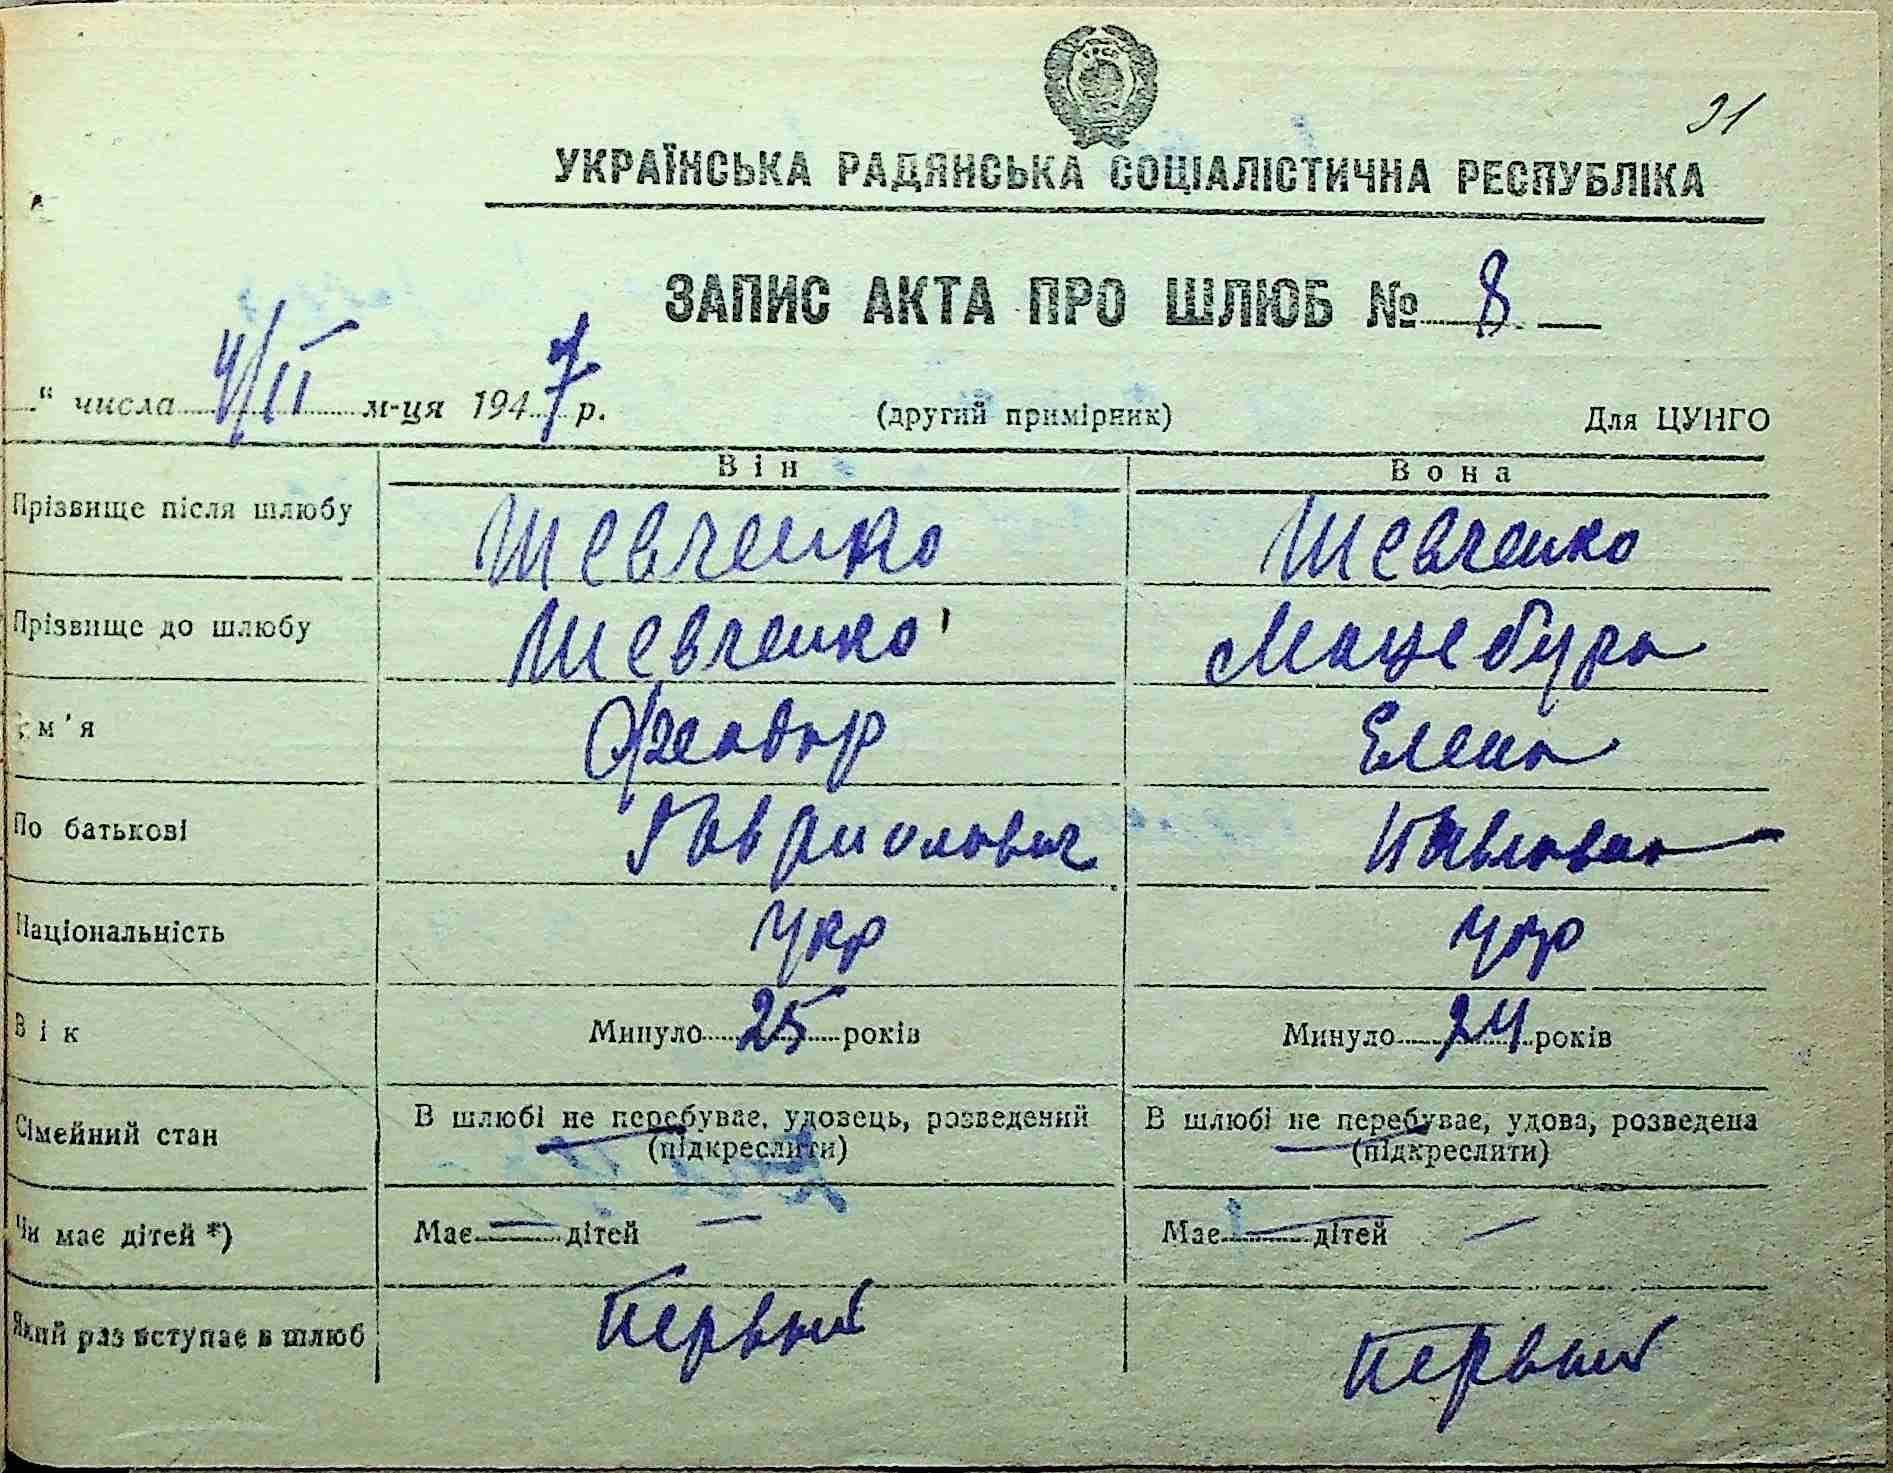 31
УКРАЇНСЬКА РАДЯНСЬКА СОЦІАЛІСТИЧНА РЕСПУБЛІКА
ЗАПИС АКТА ПРО ШЛЮБ № 8
" числа 4/II м-ця 1947 р. (другий примірник) Для ЦУНГО
Він Вона
Прізвище після шлюбу Шевченко Шевченко
Прізвище до шлюбу Шевченко Мацебура
Ім'я Феодор Елена
По батькові Гавриолович Павловна
Національність укр укр
Вік Минуло 25 років Минуло 24 років
Сімейний стан В шлюбі не перебуває, удовець, розведений В шлюбі не перебуває, удова, розведена
(підкреслити) (підкреслити)
Чи має дітей *) Має — дітей — Має — дітей —
Який раз вступає в шлюб Первый Первый